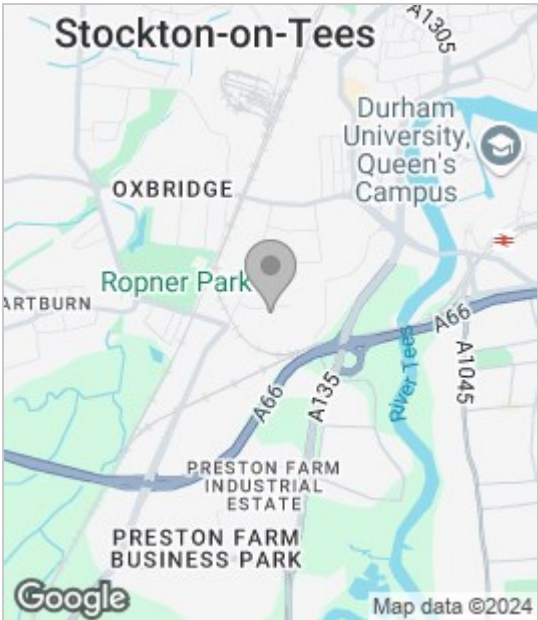 Stockton-on-Tees
A1305
Durham
University,
Queen's
Campus
OXBRIDGE
Ropner Park
ARTBURN
A66
River Tees
A1045
A66
A135
PRESTON FARM
INDUSTRIAL
ESTATE
PRESTON FARM
BUSINESS PARK
Google
Map data ©2024